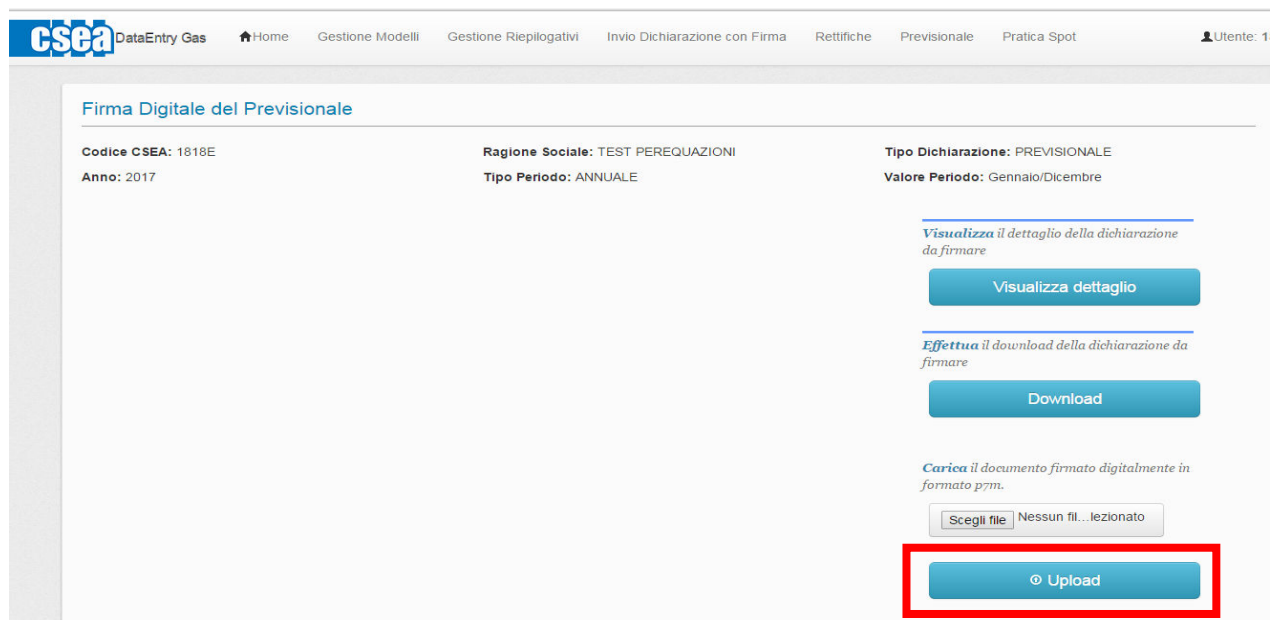 csea DataEntry Gas Home Gestione Modelli Gestione Riepilogativi Invio Dichiarazione con Firma Rettifiche Previsionale Pratica Spot Utente:
Firma Digitale del Previsionale
Codice CSEA: 1818E Ragione Sociale: TEST PEREQUAZIONI Tipo Dichiarazione: PREVISIONALE
Anno: 2017 Tipo Periodo: ANNUALE Valore Periodo: Gennaio/Dicembre
Visualizza il dettaglio della dichiarazione
da firmare
Visualizza dettaglio
Effettua il download della dichiarazione da
firmare
Download
Carica il documento firmato digitalmente in
formato p7m.
Scegli file Nessun fil...lezionato
Upload